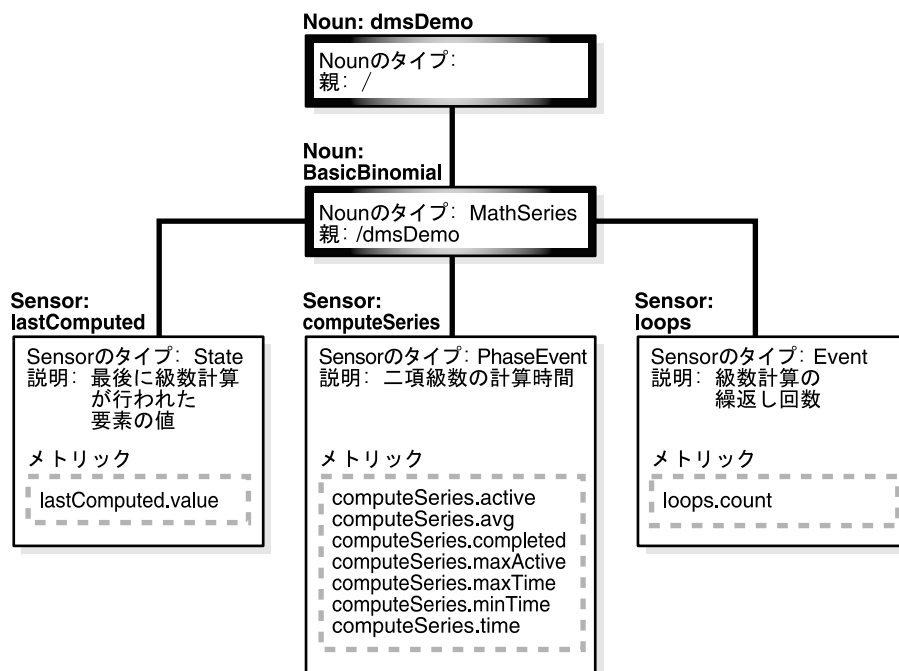 Noun: dmsDemo
Nounのタイプ:
親: /
Noun:
BasicBinomial
Nounのタイプ: MathSeries
親: /dmsDemo
Sensor:
lastComputed
Sensorのタイプ: State
説明: 最後に級数計算
が行われた
要素の値
メトリック
lastComputed.value
Sensor:
computeSeries
Sensorのタイプ: PhaseEvent
説明: 二項級数の計算時間
メトリック
computeSeries.active
computeSeries.avg
computeSeries.completed
computeSeries.maxActive
computeSeries.maxTime
computeSeries.minTime
computeSeries.time
Sensor:
loops
Sensorのタイプ: Event
説明: 級数計算の
繰返し回数
メトリック
loops.count